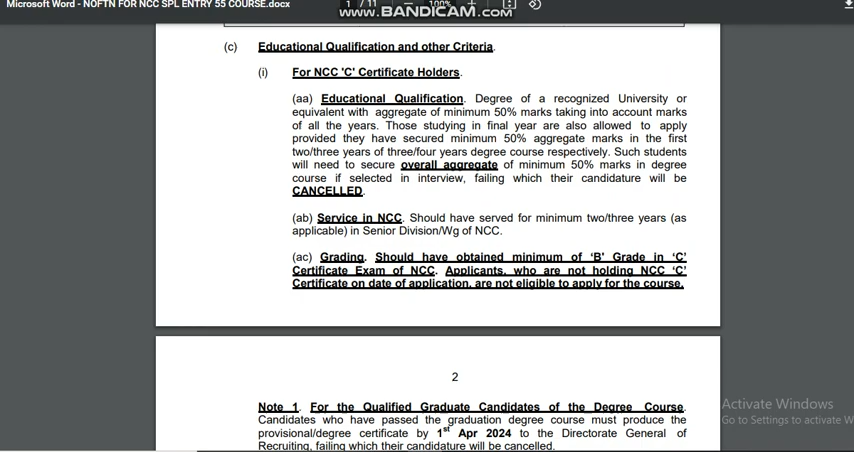 Microsoft Word - NOFTN FOR NCC SPL ENTRY 55 COURSE.docx
1 / 11
100%
www.BANDICAM.com
(c) Educational Qualification and other Criteria.
(i) For NCC 'C' Certificate Holders.
(aa) Educational Qualification. Degree of a recognized University or
equivalent with aggregate of minimum 50% marks taking into account marks
of all the years. Those studying in final year are also allowed to apply
provided they have secured minimum 50% aggregate marks in the first
two/three years of three/four years degree course respectively. Such students
will need to secure overall aggregate of minimum 50% marks in degree
course if selected in interview, failing which their candidature will be
CANCELLED.
(ab) Service in NCC. Should have served for minimum two/three years (as
applicable) in Senior Division/Wg of NCC.
(ac) Grading. Should have obtained minimum of ‘B’ Grade in ‘C’
Certificate Exam of NCC. Applicants, who are not holding NCC ‘C’
Certificate on date of application, are not eligible to apply for the course.
2
Note 1. For the Qualified Graduate Candidates of the Degree Course.
Candidates who have passed the graduation degree course must produce the
provisional/degree certificate by 1st Apr 2024 to the Directorate General of
Recruiting, failing which their candidature will be cancelled.
Activate Windows
Go to Settings to activate W